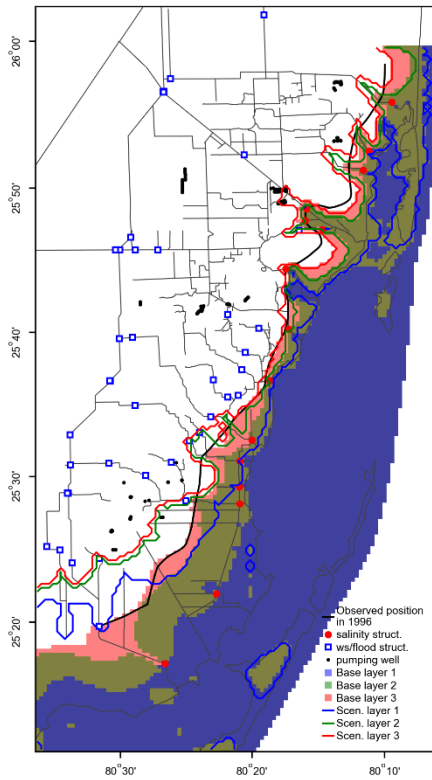 26°00'
25°50'
25°40'
25°30'
25°20'
Observed position
in 1996
salinity struct.
ws/flood struct.
pumping well
Base layer 1
Base layer 2
Base layer 3
Scen. layer 1
Scen. layer 2
Scen. layer 3
80°30' 80°20' 80°10'